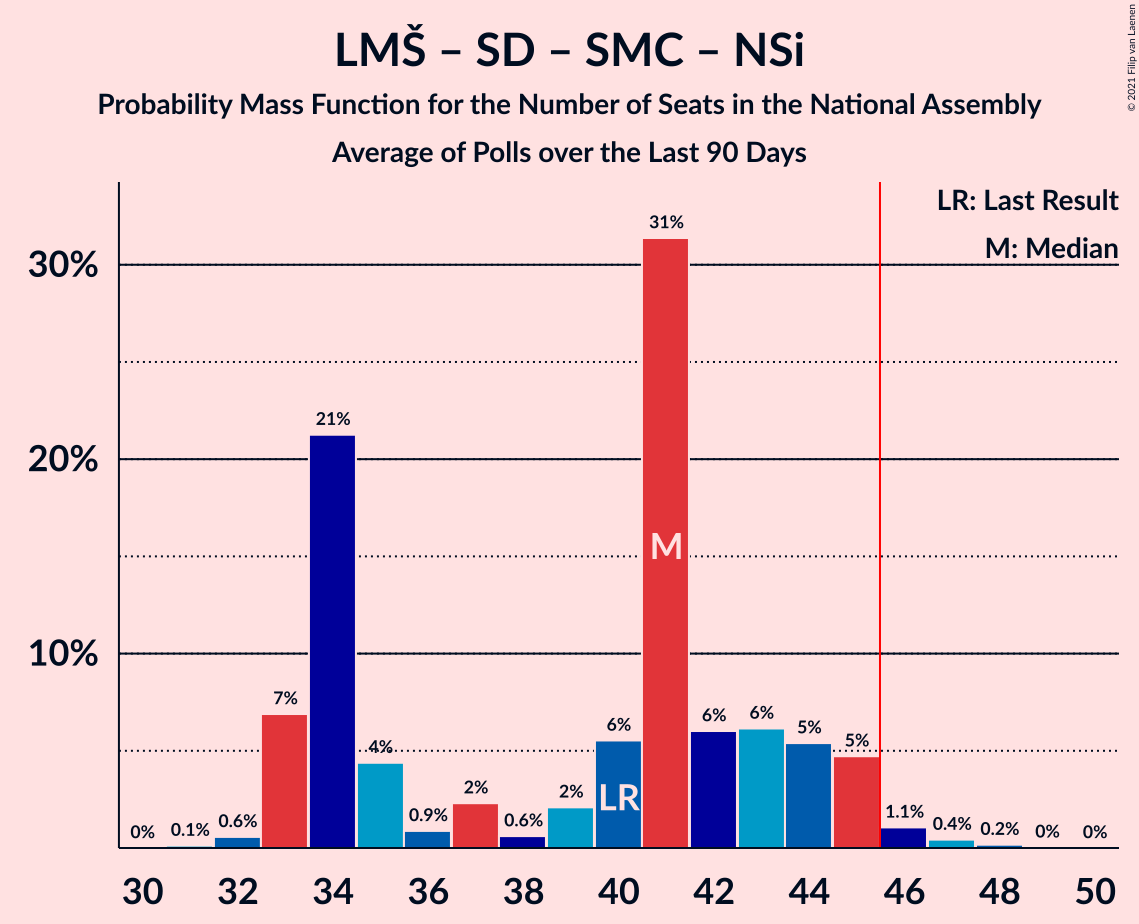 LMŠ – SD – SMC – NSi
Probability Mass Function for the Number of Seats in the National Assembly
Average of Polls over the Last 90 Days
© 2021 Filip van Laenen
LR: Last Result
M: Median
30%
20%
10%
0%
0.1%
0.6%
7%
21%
4%
0.9%
2%
0.6%
2%
6%
31%
6%
6%
5%
5%
1.1%
0.4%
0.2%
0%
0%
LR
M
30 32 34 36 38 40 42 44 46 48 50